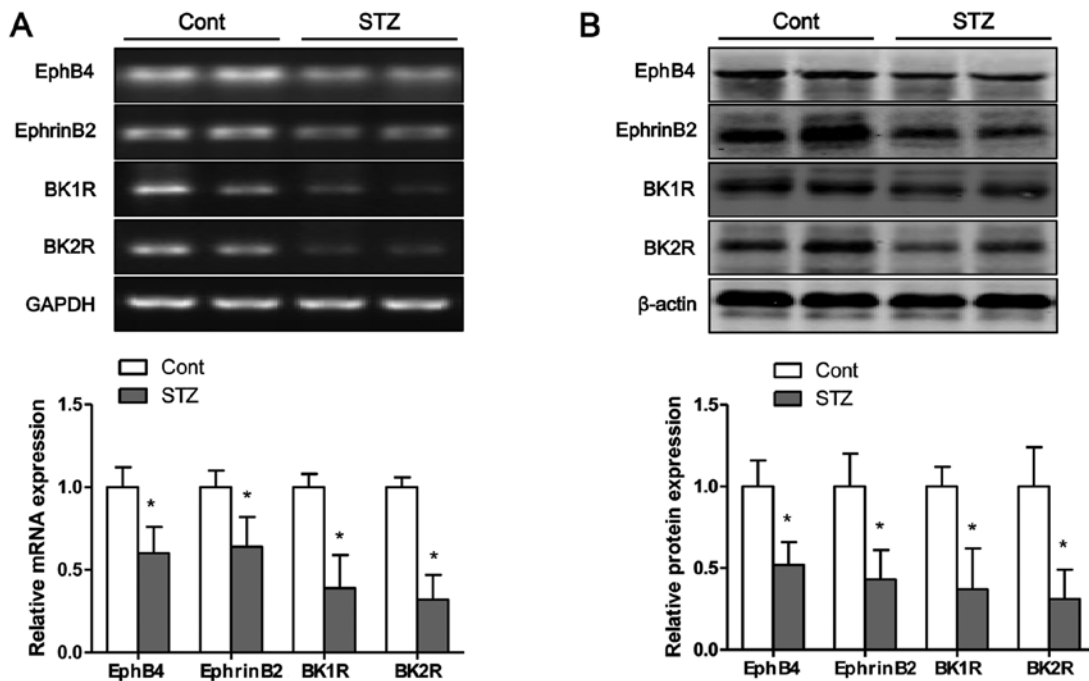 A
Cont STZ
EphB4
EphrinB2
BK1R
BK2R
GAPDH
Cont
STZ
Relative mRNA expression
1.5
1.0
0.5
0.0
* * * *
EphB4 EphrinB2 BK1R BK2R
B
Cont STZ
EphB4
EphrinB2
BK1R
BK2R
β-actin
Cont
STZ
Relative protein expression
1.5
1.0
0.5
0.0
* * * *
EphB4 EphrinB2 BK1R BK2R